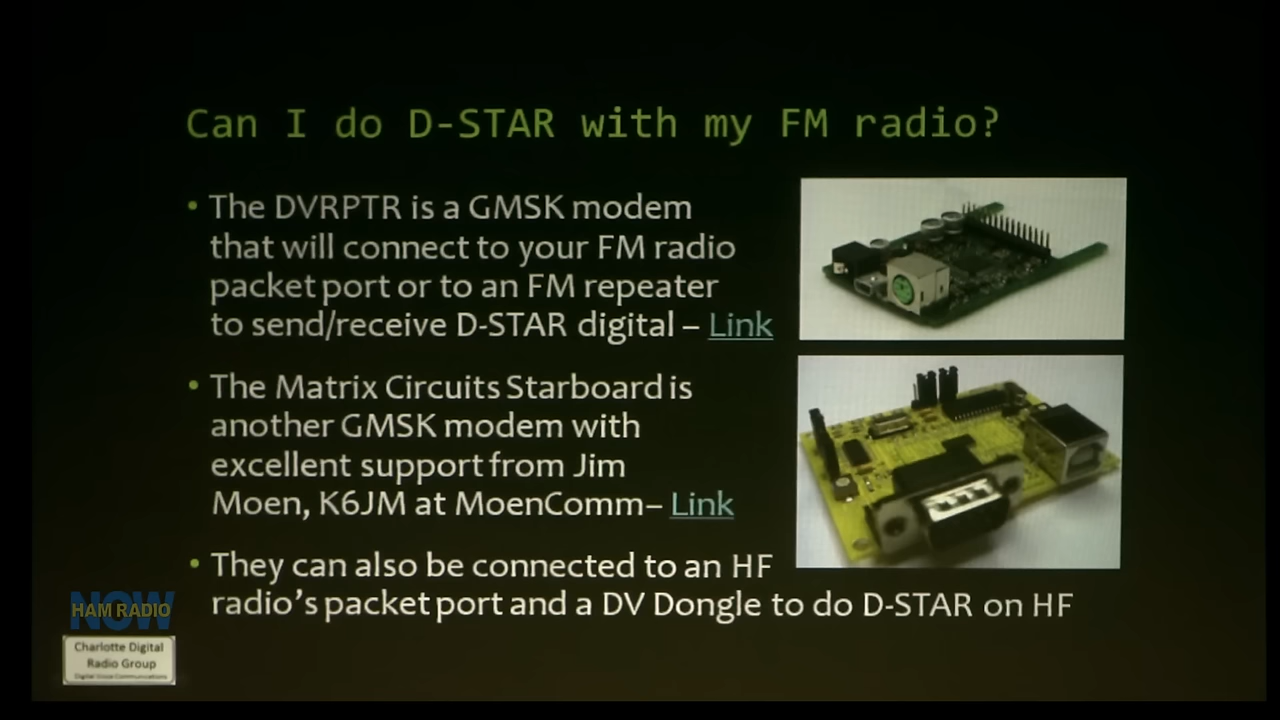 Can I do D-STAR with my FM radio?
• The DVRPTR is a GMSK modem
that will connect to your FM radio
packet port or to an FM repeater
to send/receive D-STAR digital – Link
• The Matrix Circuits Starboard is
another GMSK modem with
excellent support from Jim
Moen, K6JM at MoenComm– Link
• They can also be connected to an HF
radio's packet port and a DV Dongle to do D-STAR on HF
HAM RADIO
NOW
Charlotte Digital
Radio Group
Digital Voice Communications